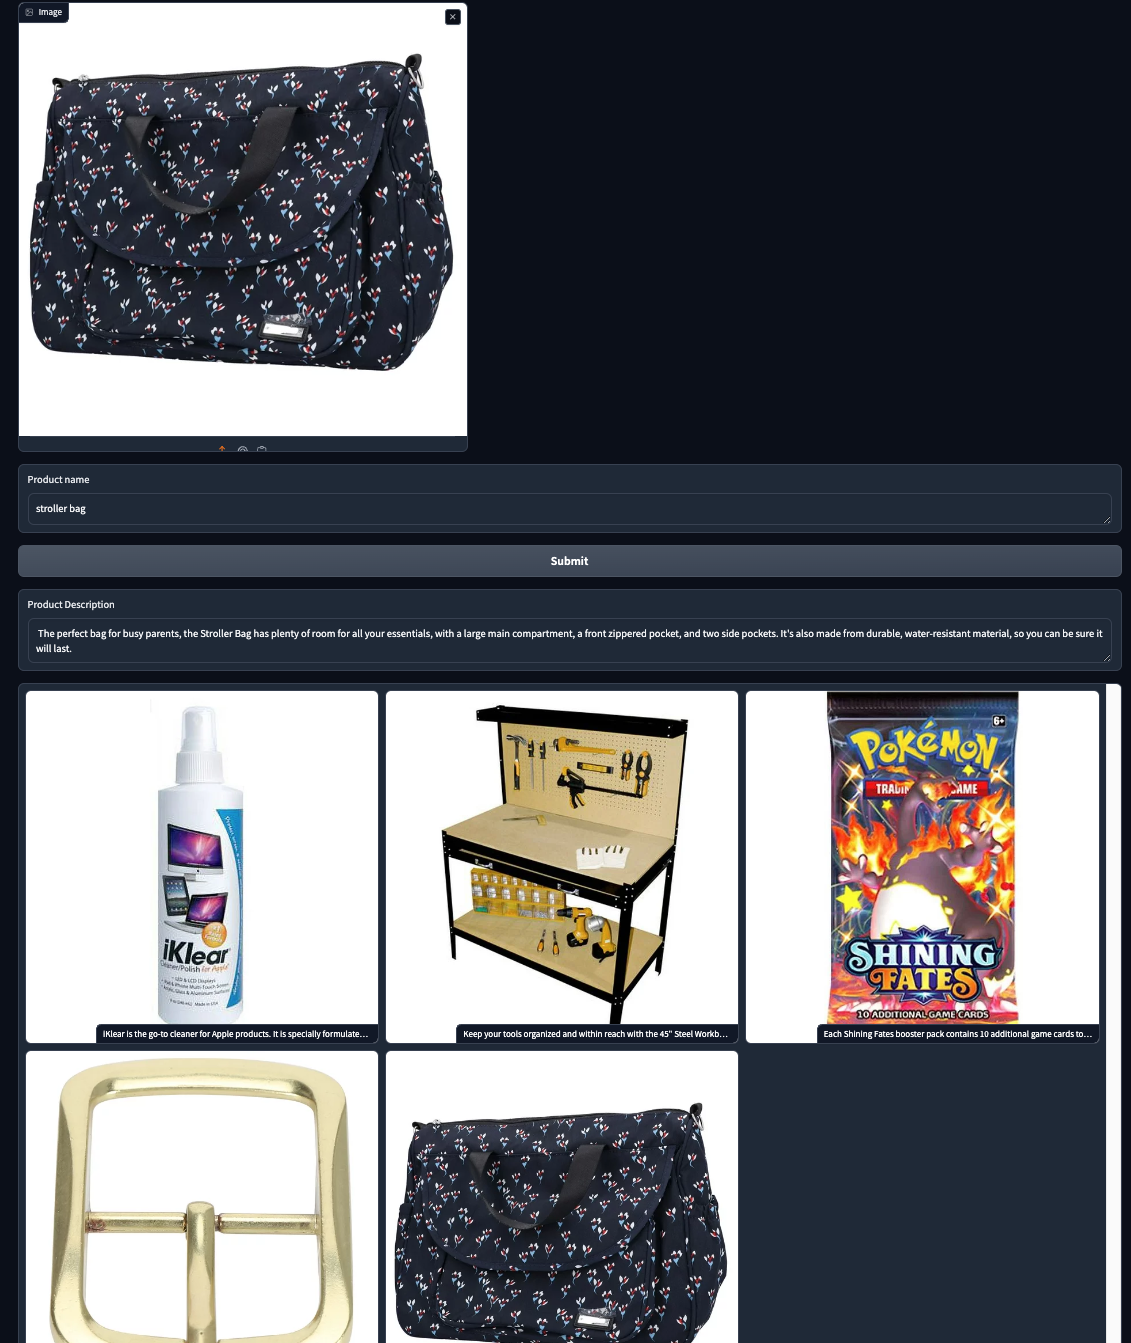 Image
Product name
stroller bag
Submit
Product Description
The perfect bag for busy parents, the Stroller Bag has plenty of room for all your essentials, with a large main compartment, a front zippered pocket, and two side pockets. It's also made from durable, water-resistant material, so you can be sure it
will last.
iKlear
Cleaner/Polish for Apple
LED & LCD Displays
iKlear is the go-to cleaner for Apple products. It is specially formulate...
Keep your tools organized and within reach with the 45" Steel Workb...
6+
POKÉMON
TRADING GAME
SHINING
FATES
10 ADDITIONAL GAME CARDS
Each Shining Fates booster pack contains 10 additional game cards to...